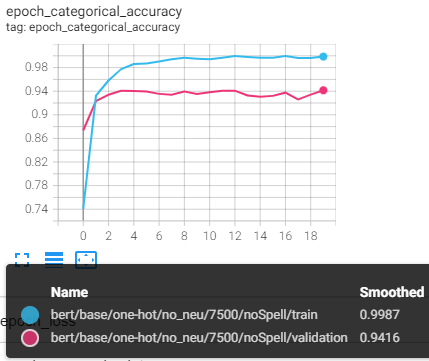 epoch_categorical_accuracy
tag: epoch_categorical_accuracy
0.98
0.94
0.9
0.86
0.82
0.78
0.74
0 2 4 6 8 10 12 14 16 18
Name Smoothed
bert/base/one-hot/no_neu/7500/noSpell/train 0.9987
epoch_loss
bert/base/one-hot/no_neu/7500/noSpell/validation 0.9416